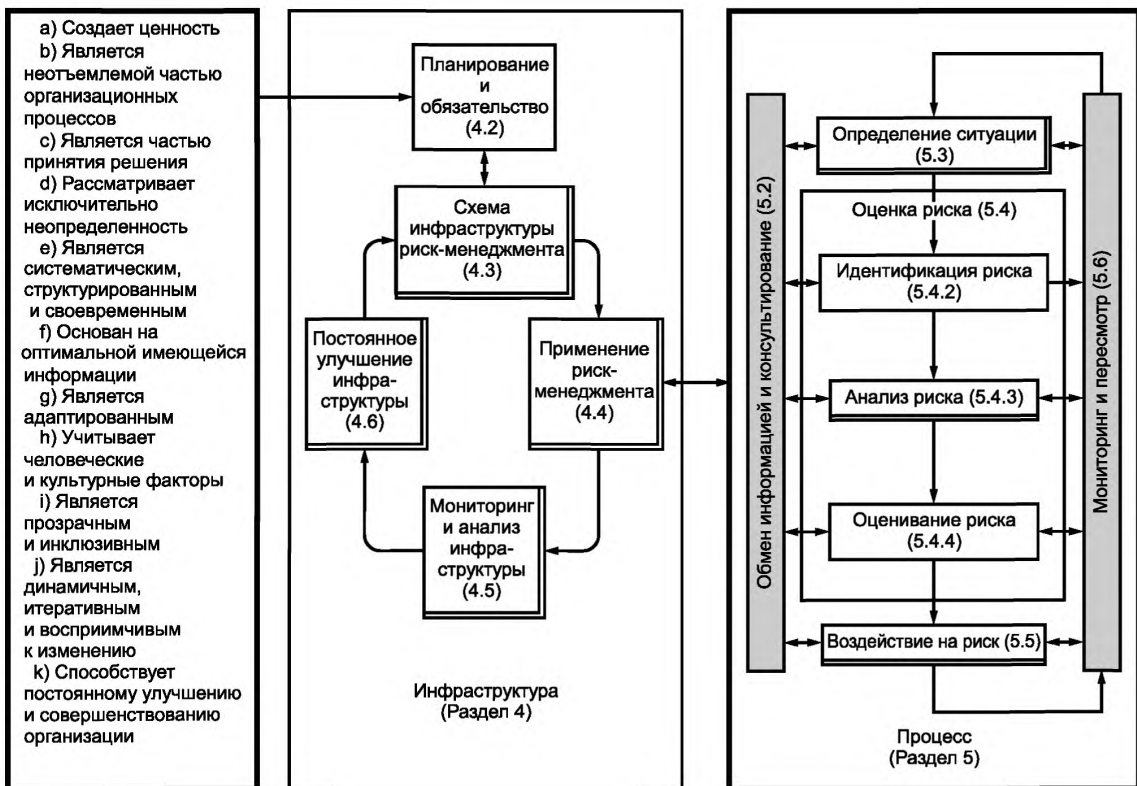 a) Создает ценность
b) Является
неотъемлемой частью
организационных
процессов
c) Является частью
принятия решения
d) Рассматривает
исключительно
неопределенность
e) Является
систематическим,
структурированным
и своевременным
f) Основан на
оптимальной имеющейся
информации
g) Является
адаптированным
h) Учитывает
человеческие
и культурные факторы
i) Является
прозрачным
и инклюзивным
j) Является
динамичным,
итеративным
и восприимчивым
к изменению
k) Способствует
постоянному улучшению
и совершенствованию
организации
Планирование
и
обязательство
(4.2)
Схема
инфраструктуры
риск-менеджмента
(4.3)
Постоянное
улучшение
инфра-
структуры
(4.6)
Применение
риск-
менеджмента
(4.4)
Мониторинг
и анализ
инфра-
структуры
(4.5)
Инфраструктура
(Раздел 4)
Обмен информацией и консультирование (5.2)
Определение ситуации
(5.3)
Оценка риска (5.4)
Идентификация риска
(5.4.2)
Анализ риска (5.4.3)
Оценивание риска
(5.4.4)
Воздействие на риск (5.5)
Мониторинг и пересмотр (5.6)
Процесс
(Раздел 5)